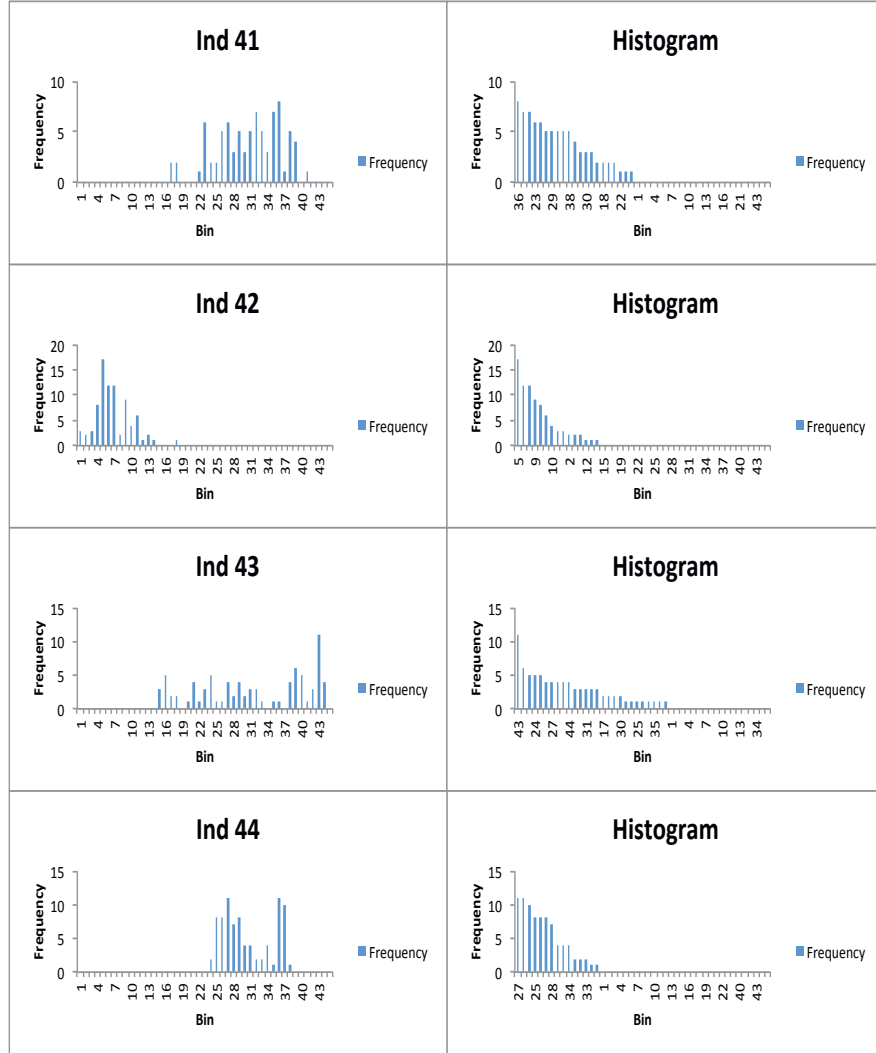 Ind 41
Frequency
10
5
0
1 4 7 10 13 16 19 22 25 28 31 34 37 40 43
Bin
Frequency
Histogram
Frequency
10
5
0
36 23 29 38 30 18 22 1 4 7 10 13 16 21 43
Bin
Frequency
Ind 42
Frequency
20
15
10
5
0
1 4 7 10 13 16 19 22 25 28 31 34 37 40 43
Bin
Frequency
Histogram
Frequency
20
15
10
5
0
5 9 10 2 12 15 19 22 25 28 31 34 37 40 43
Bin
Frequency
Ind 43
Frequency
15
10
5
0
1 4 7 10 13 16 19 22 25 28 31 34 37 40 43
Bin
Frequency
Histogram
Frequency
15
10
5
0
43 24 27 44 31 17 30 25 35 1 4 7 10 13 34
Bin
Frequency
Ind 44
Frequency
15
10
5
0
1 4 7 10 13 16 19 22 25 28 31 34 37 40 43
Bin
Frequency
Histogram
Frequency
15
10
5
0
27 25 28 34 33 1 4 7 10 13 16 19 22 40 43
Bin
Frequency